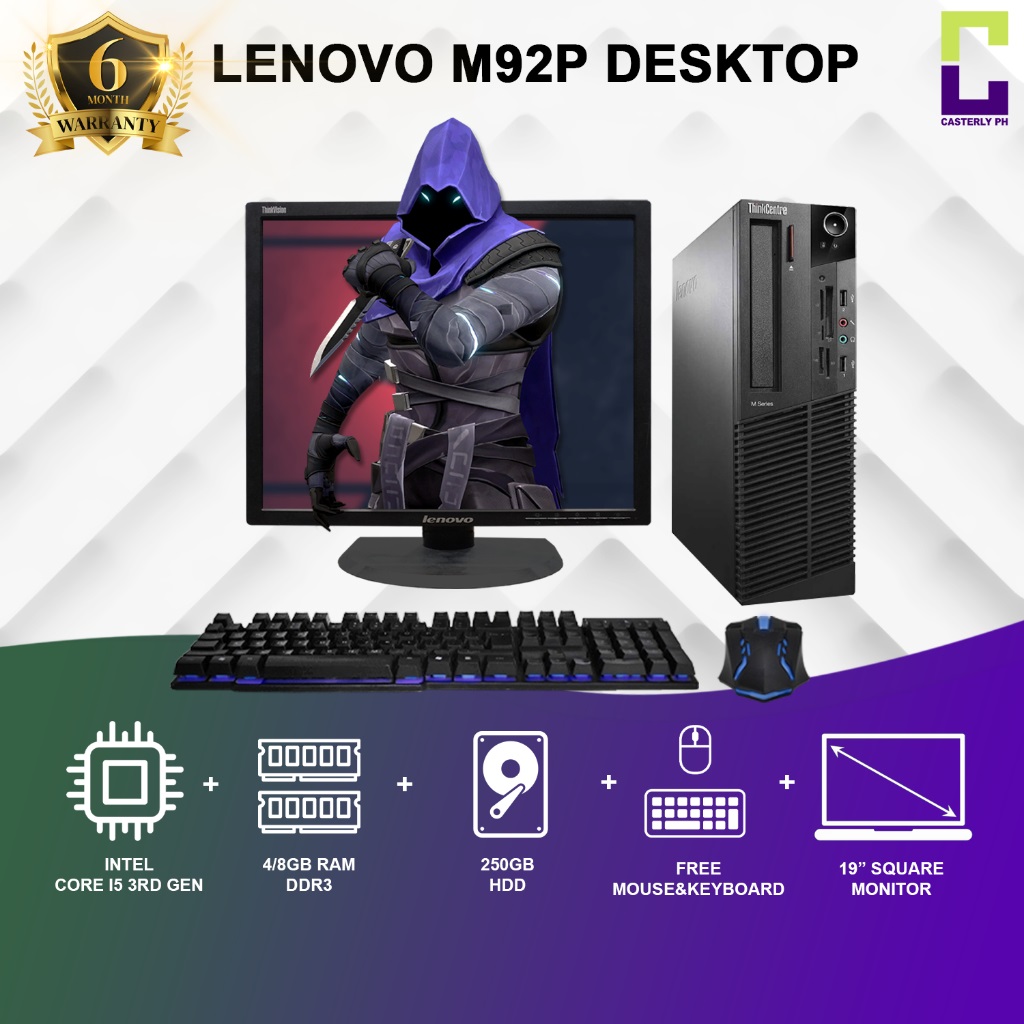 6
MONTH
WARRANTY
LENOVO M92P DESKTOP
CASTERLY PH
ThinkVision
lenovo
ThinkCentre
lenovo
M Series
INTEL
CORE I5 3RD GEN
+
4/8GB RAM
DDR3
+
250GB
HDD
+
FREE
MOUSE&KEYBOARD
+
19” SQUARE
MONITOR